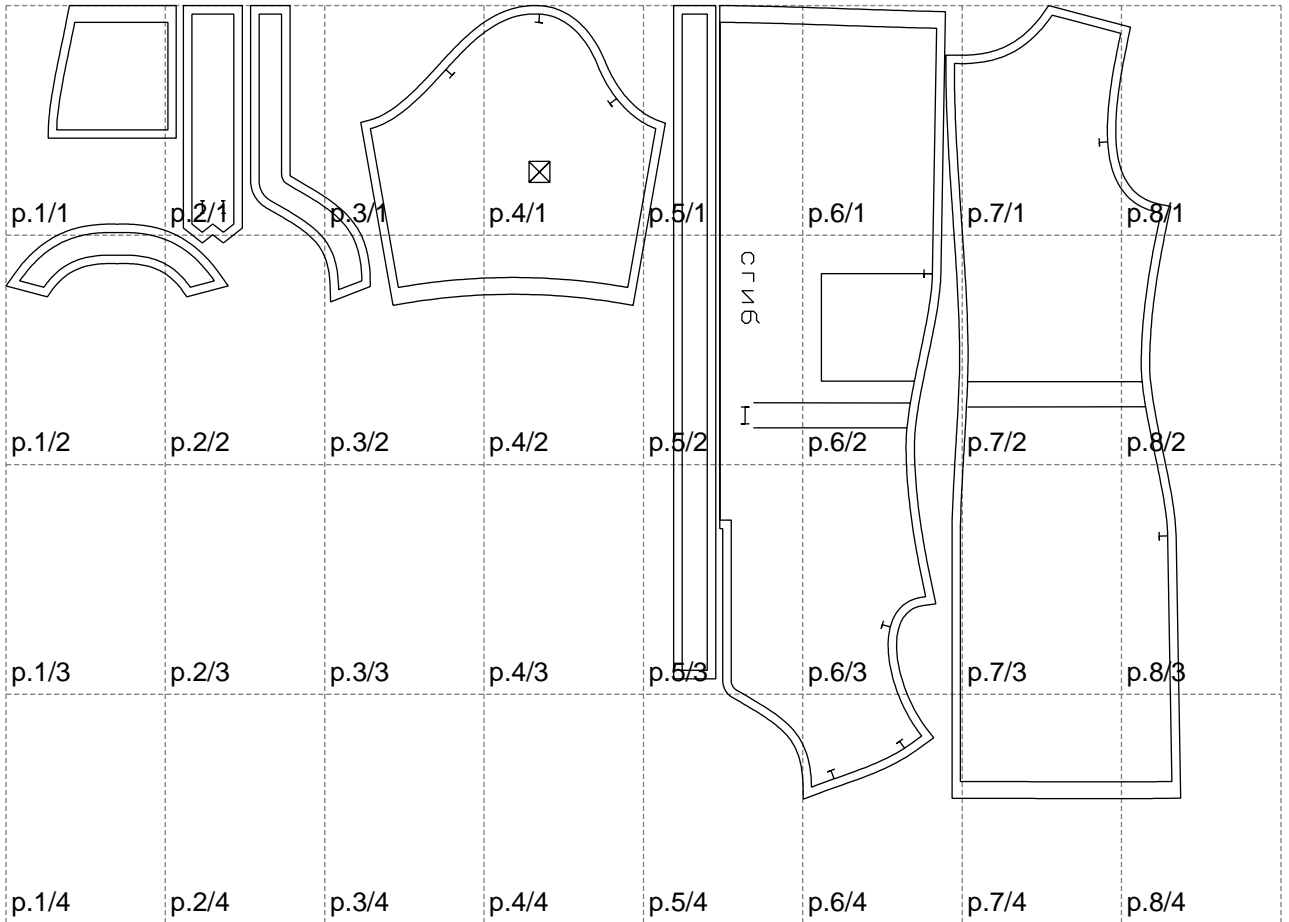 p.1/1
p.2/1
p.3/1
p.4/1
p.5/1
p.6/1
p.7/1
p.8/1
сгиб
p.1/2
p.2/2
p.3/2
p.4/2
p.5/2
p.6/2
p.7/2
p.8/2
p.1/3
p.2/3
p.3/3
p.4/3
p.5/3
p.6/3
p.7/3
p.8/3
p.1/4
p.2/4
p.3/4
p.4/4
p.5/4
p.6/4
p.7/4
p.8/4